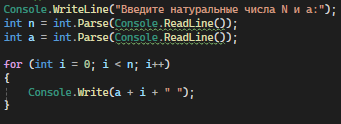 Console.WriteLine("Введите натуральные числа N и a:");
int n = int.Parse(Console.ReadLine());
int a = int.Parse(Console.ReadLine());
for (int i = 0; i < n; i++)
{
Console.Write(a + i + " ");
}